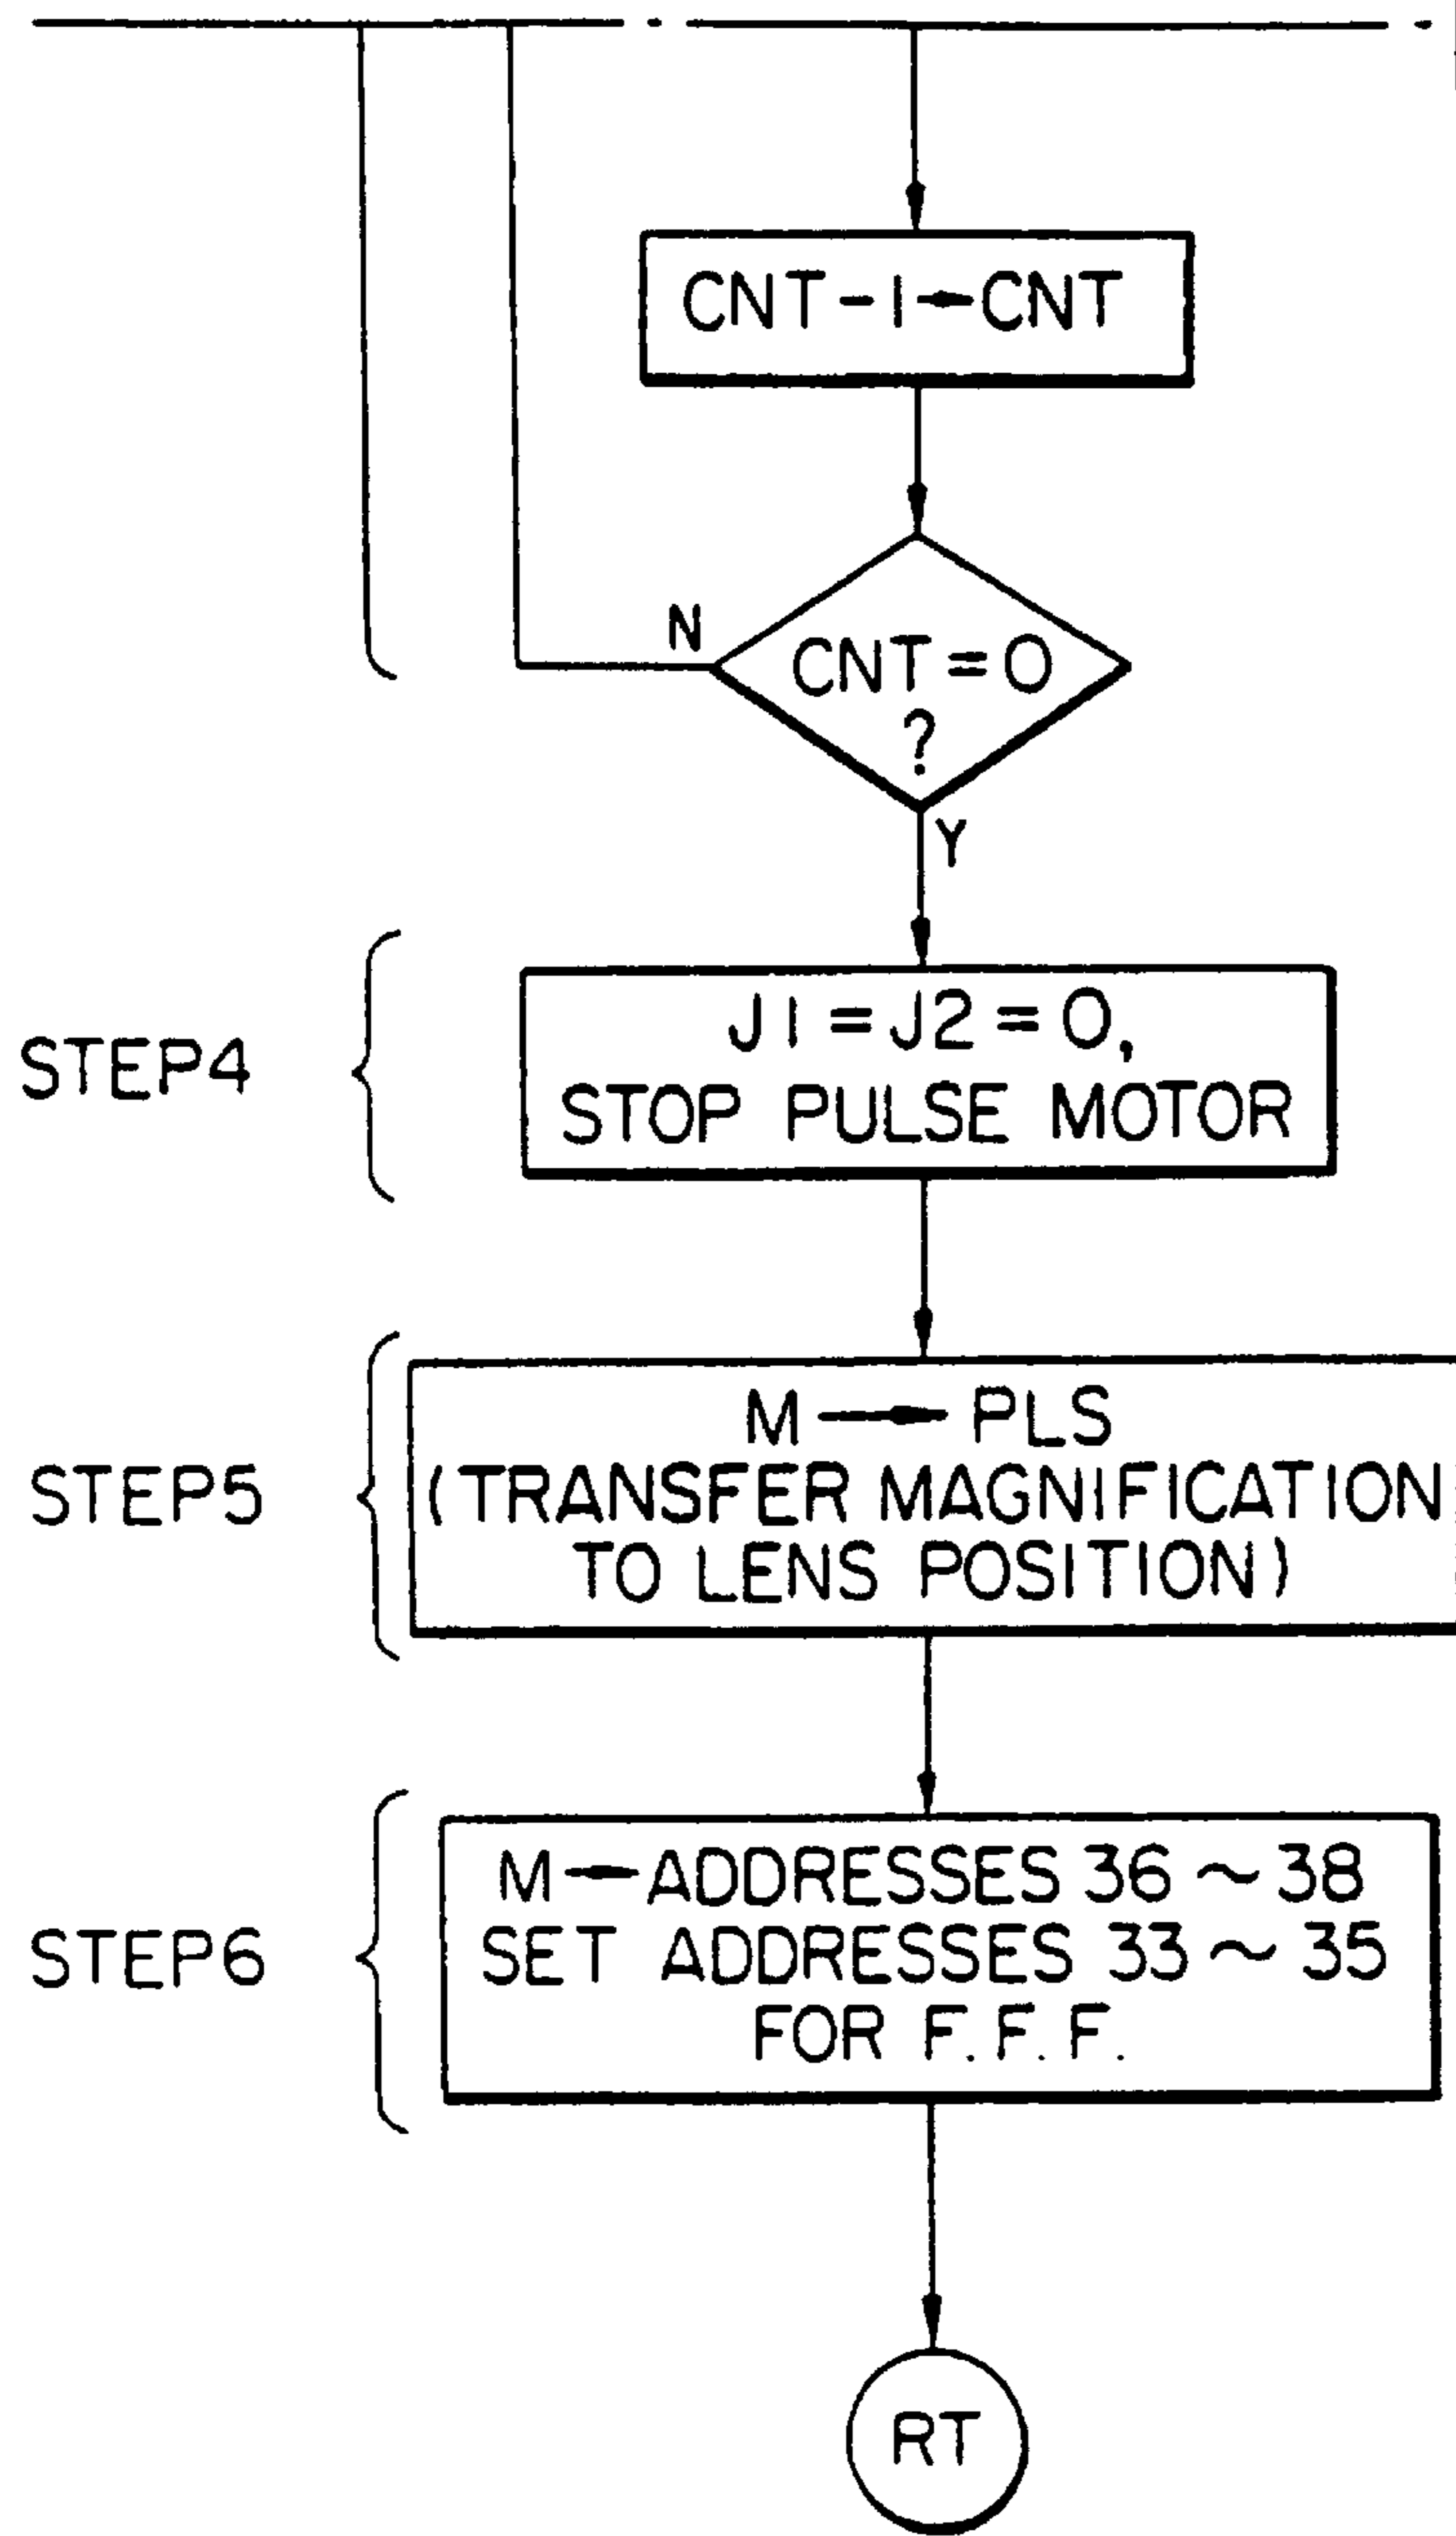 CNT-1→CNT
N
CNT=0
?
Y
STEP4
J1=J2=0,
STOP PULSE MOTOR
STEP5
M→PLS
(TRANSFER MAGNIFICATION
TO LENS POSITION)
STEP6
M→ADDRESSES 36~38
SET ADDRESSES 33~35
FOR F.F.F.
RT